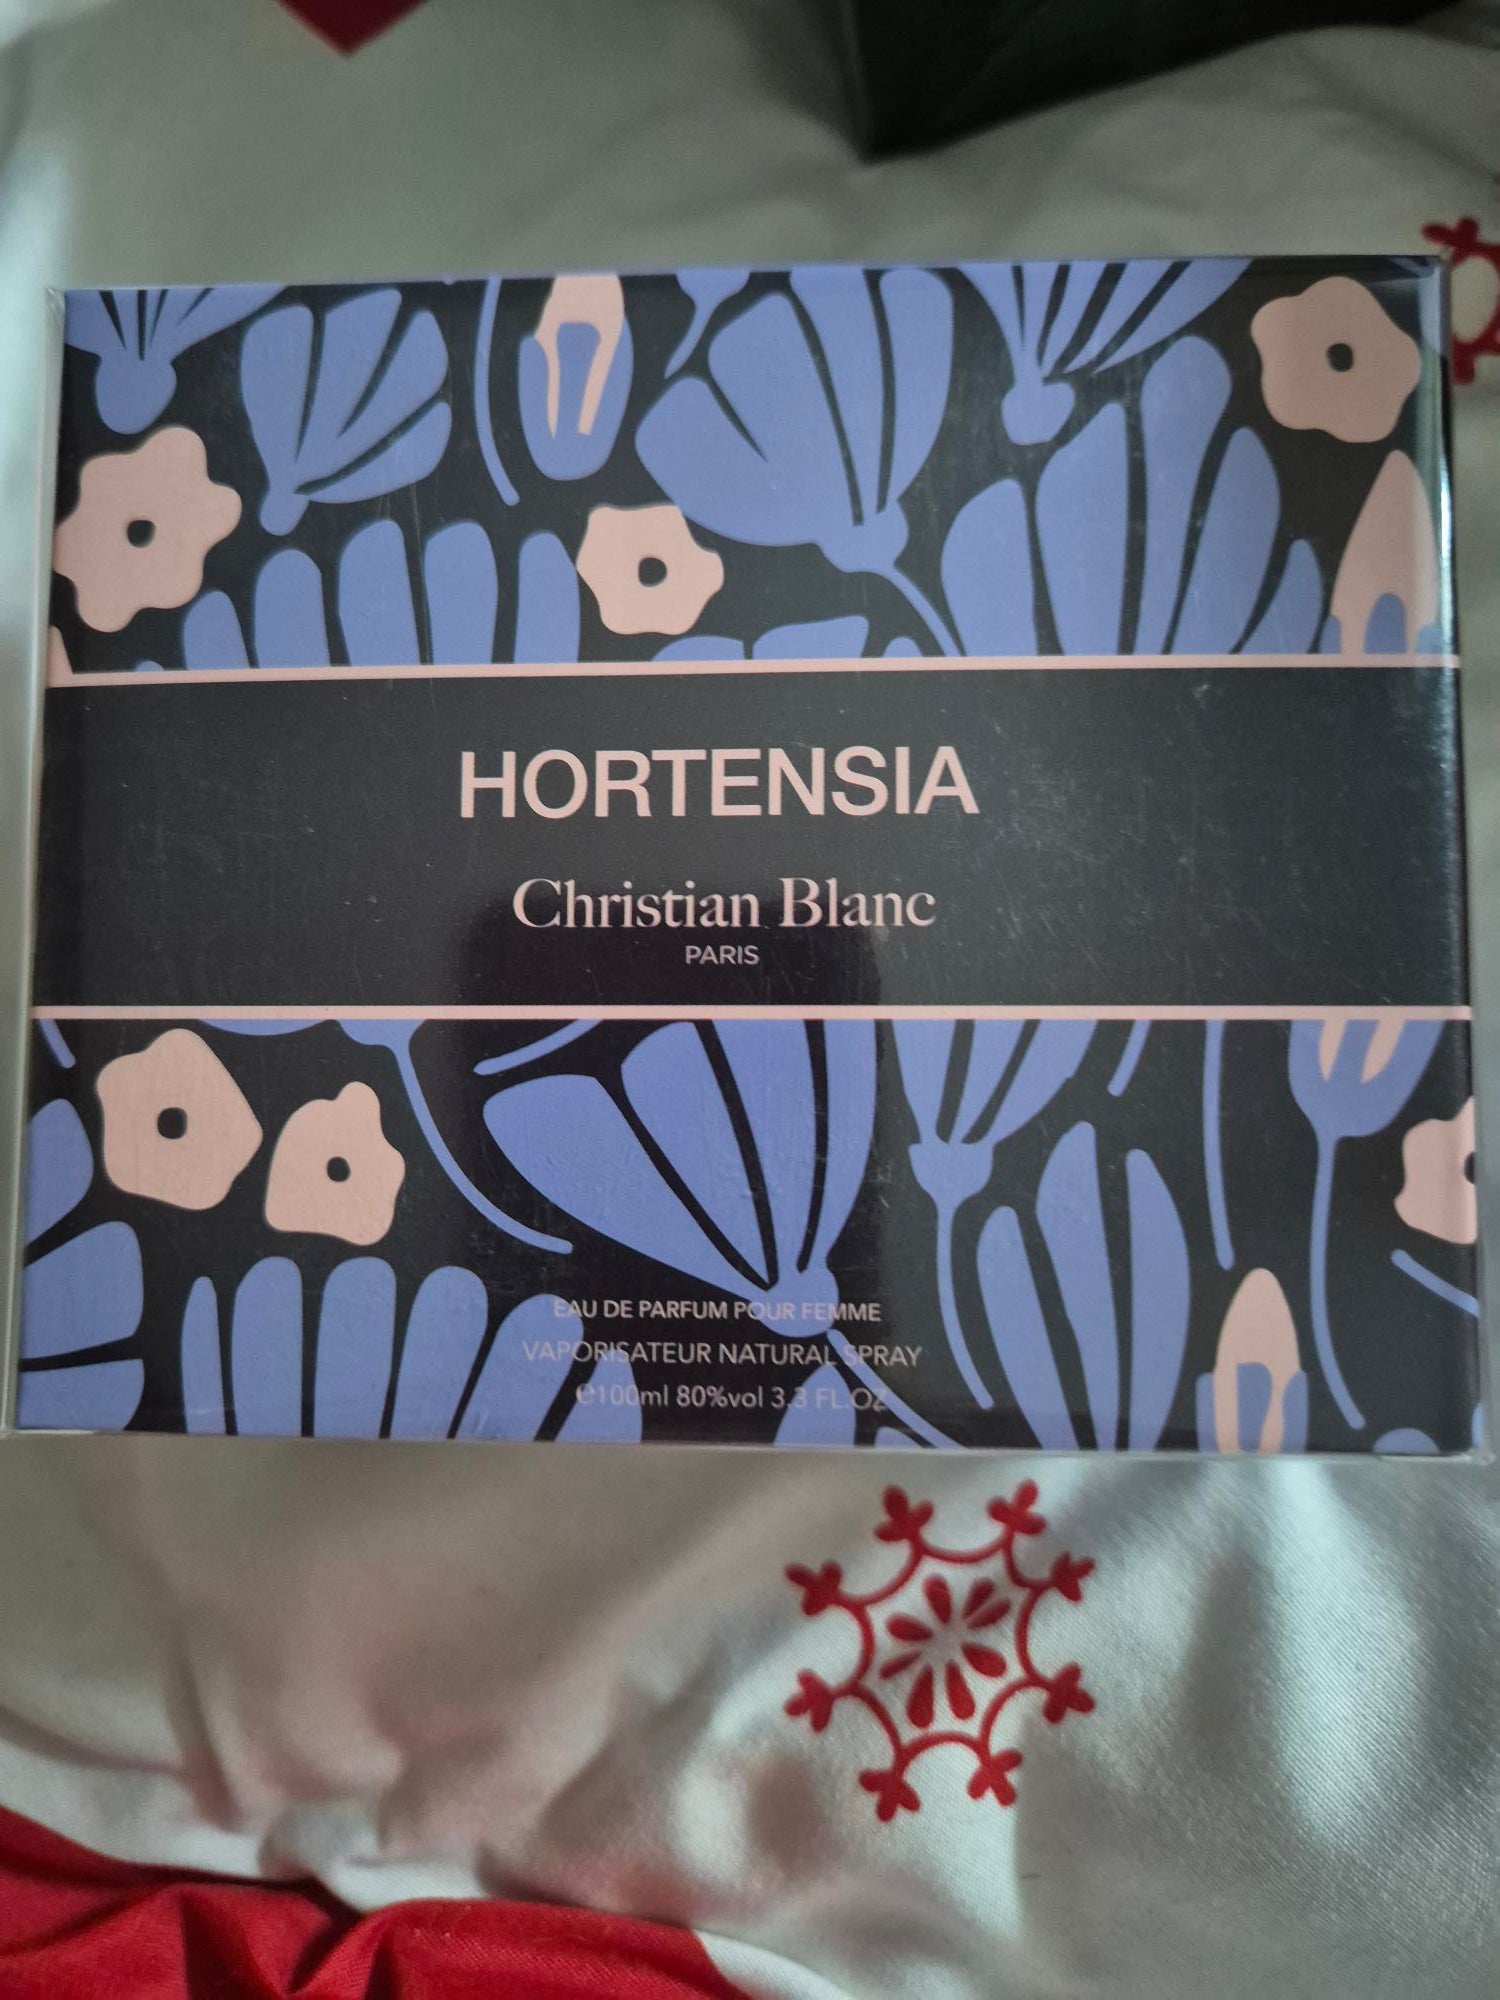 HORTENSIA
Christian Blanc
PARIS
EAU DE PARFUM POUR FEMME
VAPORISATEUR NATURAL SPRAY
℮100ml 80%vol 3.3 FL.OZ